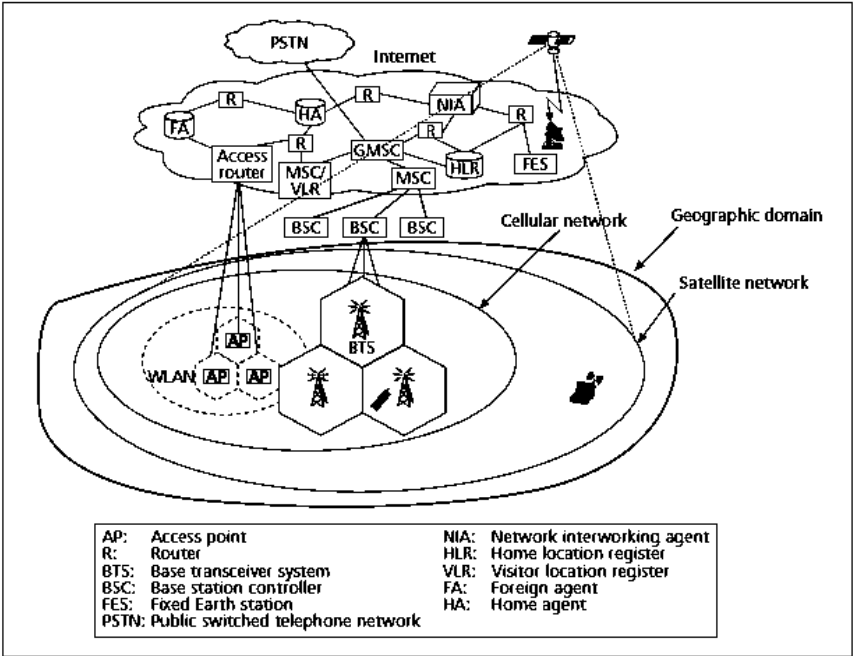 PSTN
Internet
R
R
HA
NIA
FA
R
R
R
GMSC
Access
router
MSC/
VLR
HLR
FES
MSC
BSC
BSC
BSC
Cellular network
Geographic domain
Satellite network
BTS
AP
WLAN
AP
AP
AP: Access point
R: Router
BTS: Base transceiver system
BSC: Base station controller
FES: Fixed Earth station
PSTN: Public switched telephone network
NIA: Network interworking agent
HLR: Home location register
VLR: Visitor location register
FA: Foreign agent
HA: Home agent